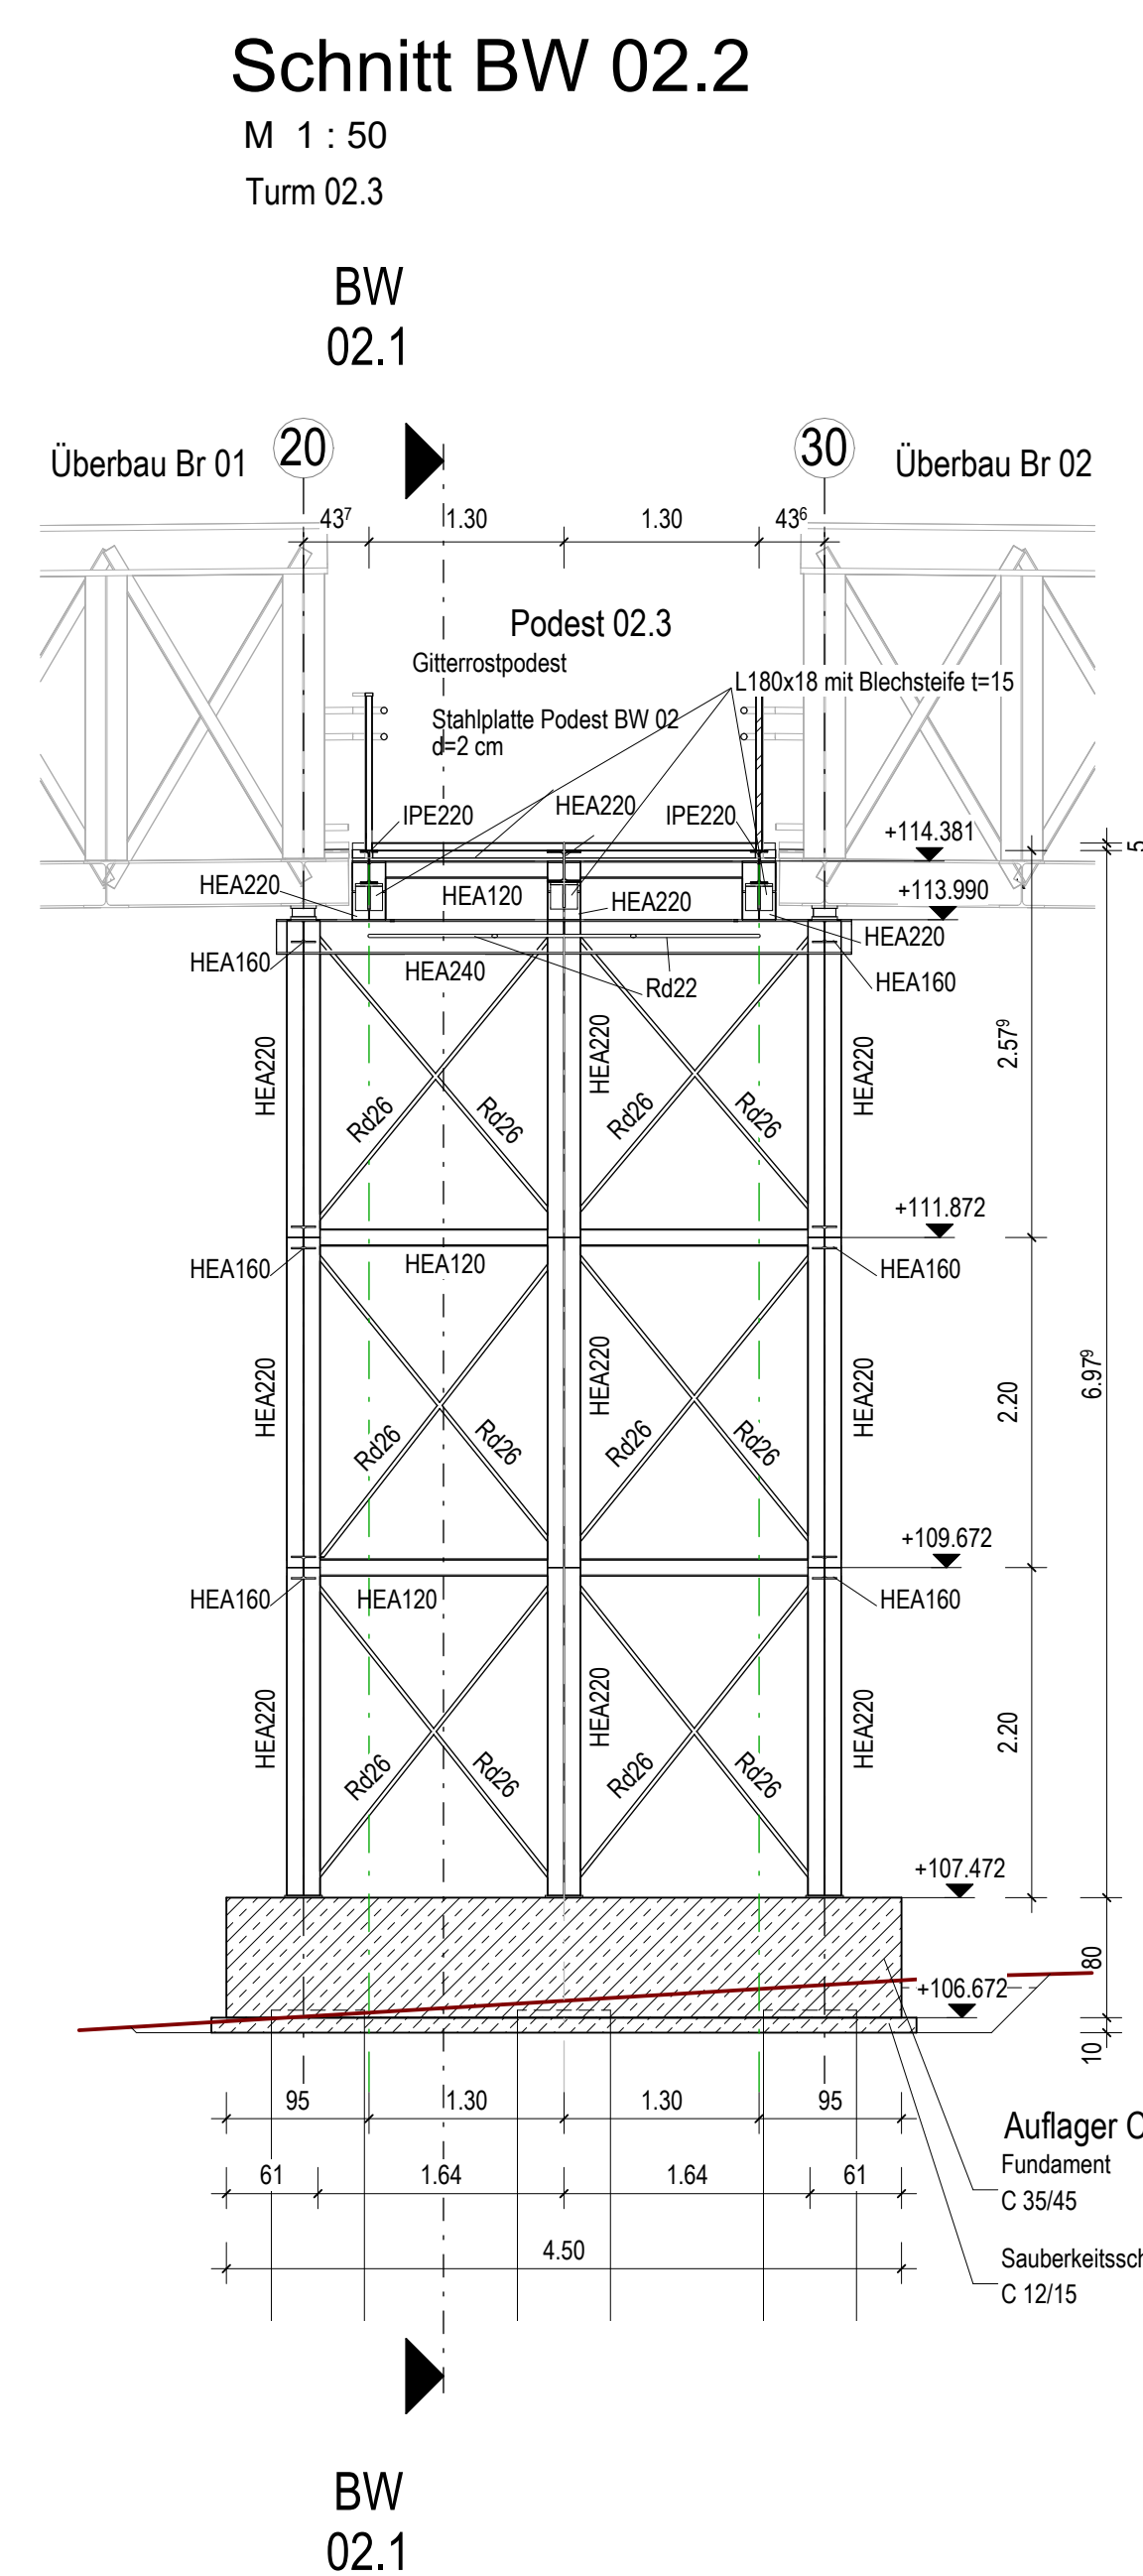 Schnitt BW 02.2
M 1 : 50
Turm 02.3
BW
02.1
Überbau Br 01
20
30
Überbau Br 02
43⁷
1.30
1.30
43⁶
Podest 02.3
Gitterrostpodest
L180x18 mit Blechsteife t=15
Stahlplatte Podest BW 02
d=2 cm
IPE220
HEA220
IPE220
+114.381
5
HEA220
HEA120
HEA220
+113.990
HEA220
HEA160
HEA240
Rd22
HEA160
HEA220
HEA220
HEA220
2.57⁹
Rd26
Rd26
Rd26
Rd26
+111.872
HEA160
HEA120
HEA160
HEA220
HEA220
HEA220
2.20
6.97⁹
Rd26
Rd26
Rd26
Rd26
+109.672
HEA160
HEA120
HEA160
HEA220
HEA220
HEA220
2.20
Rd26
Rd26
Rd26
Rd26
+107.472
80
+106.672
10
95
1.30
1.30
95
Auflager
Fundament
C 35/45
61
1.64
1.64
61
4.50
C 12/15
BW
02.1